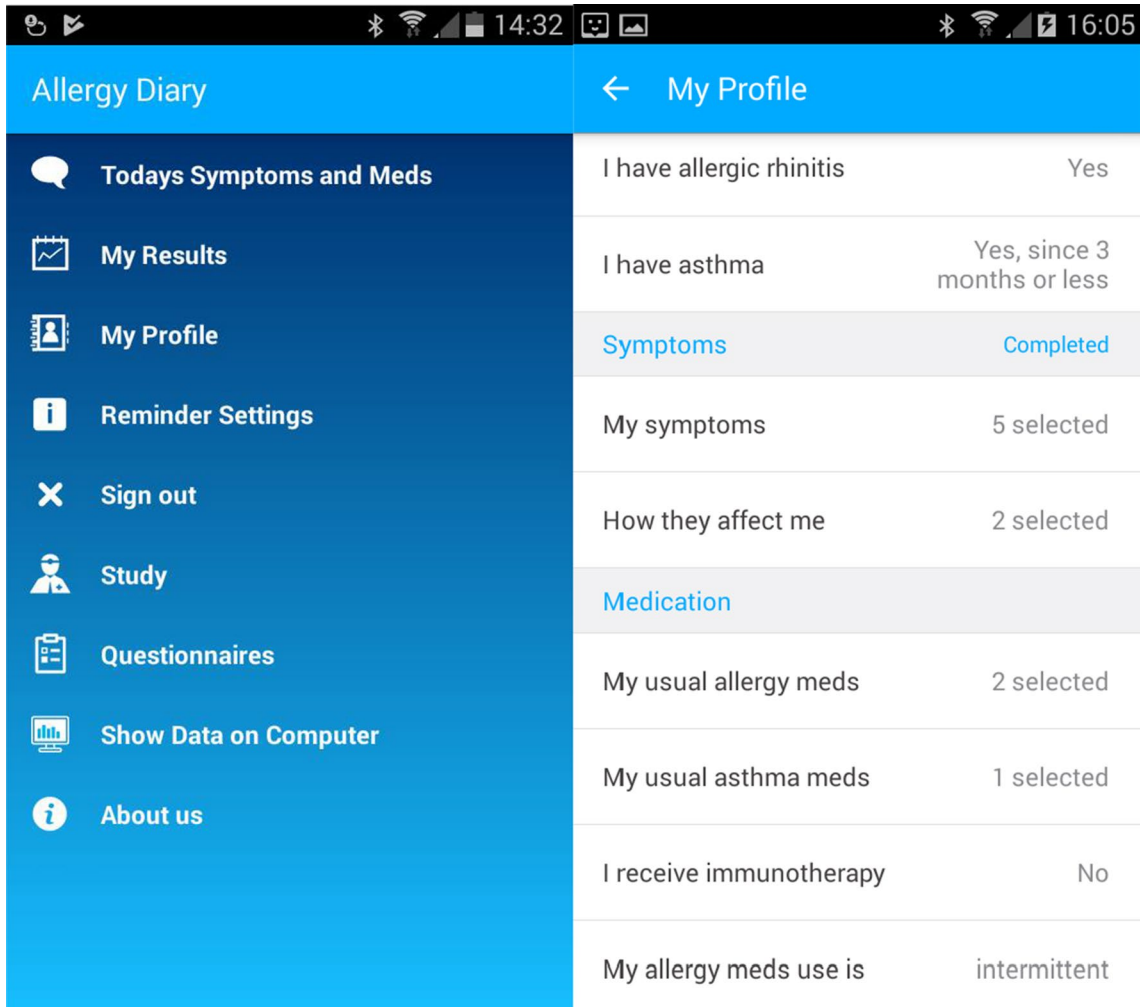 14:32
Allergy Diary
Todays Symptoms and Meds
My Results
My Profile
Reminder Settings
Sign out
Study
Questionnaires
Show Data on Computer
About us
16:05
My Profile
I have allergic rhinitis Yes
I have asthma Yes, since 3
months or less
Symptoms Completed
My symptoms 5 selected
How they affect me 2 selected
Medication
My usual allergy meds 2 selected
My usual asthma meds 1 selected
I receive immunotherapy No
My allergy meds use is intermittent